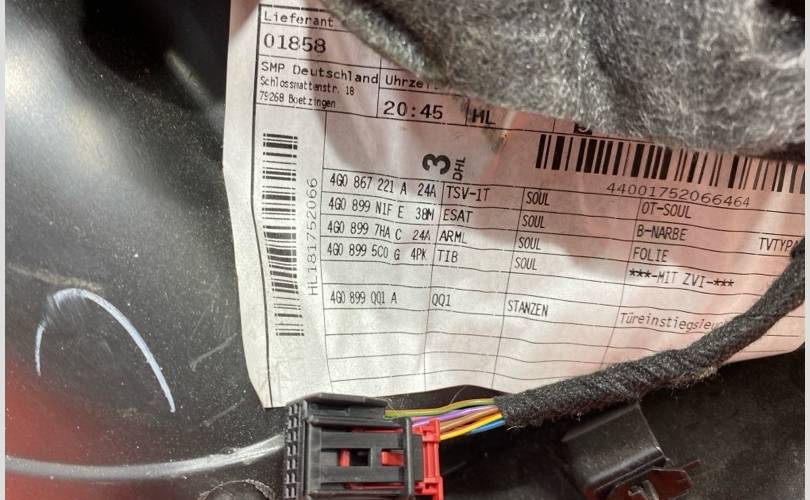 Lieferant
01858
SMP Deutschland
Schlossmattenstr. 18
79268 Boetzingen
20:45
HL
3
DHL
44001752066464
HL181752066
4G0 867 221 A 24A TSV-1T SOUL OT-SOUL
4G0 899 N1F E 38M ESAT SOUL B-NARBE
4G0 899 7HA C 24A ARML SOUL FOLIE
4G0 899 5C0 G 4PK TIB SOUL ***-MIT ZVI-***
4G0 899 QQ1 A QQ1 STANZEN